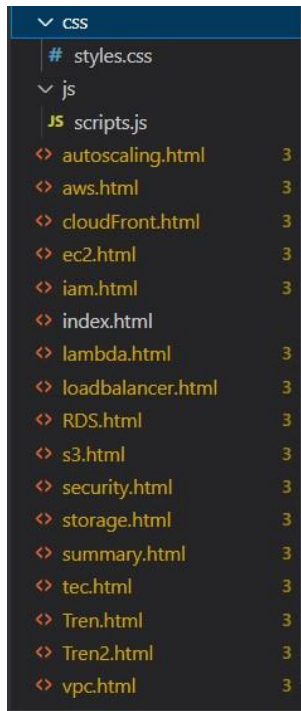 css
# styles.css
js
JS scripts.js
<> autoscaling.html 3
<> aws.html 3
<> cloudFront.html 3
<> ec2.html 3
<> iam.html 3
<> index.html
<> lambda.html 3
<> loadbalancer.html 3
<> RDS.html 3
<> s3.html 3
<> security.html 3
<> storage.html 3
<> summary.html 3
<> tec.html 3
<> Tren.html 3
<> Tren2.html 3
<> vpc.html 3